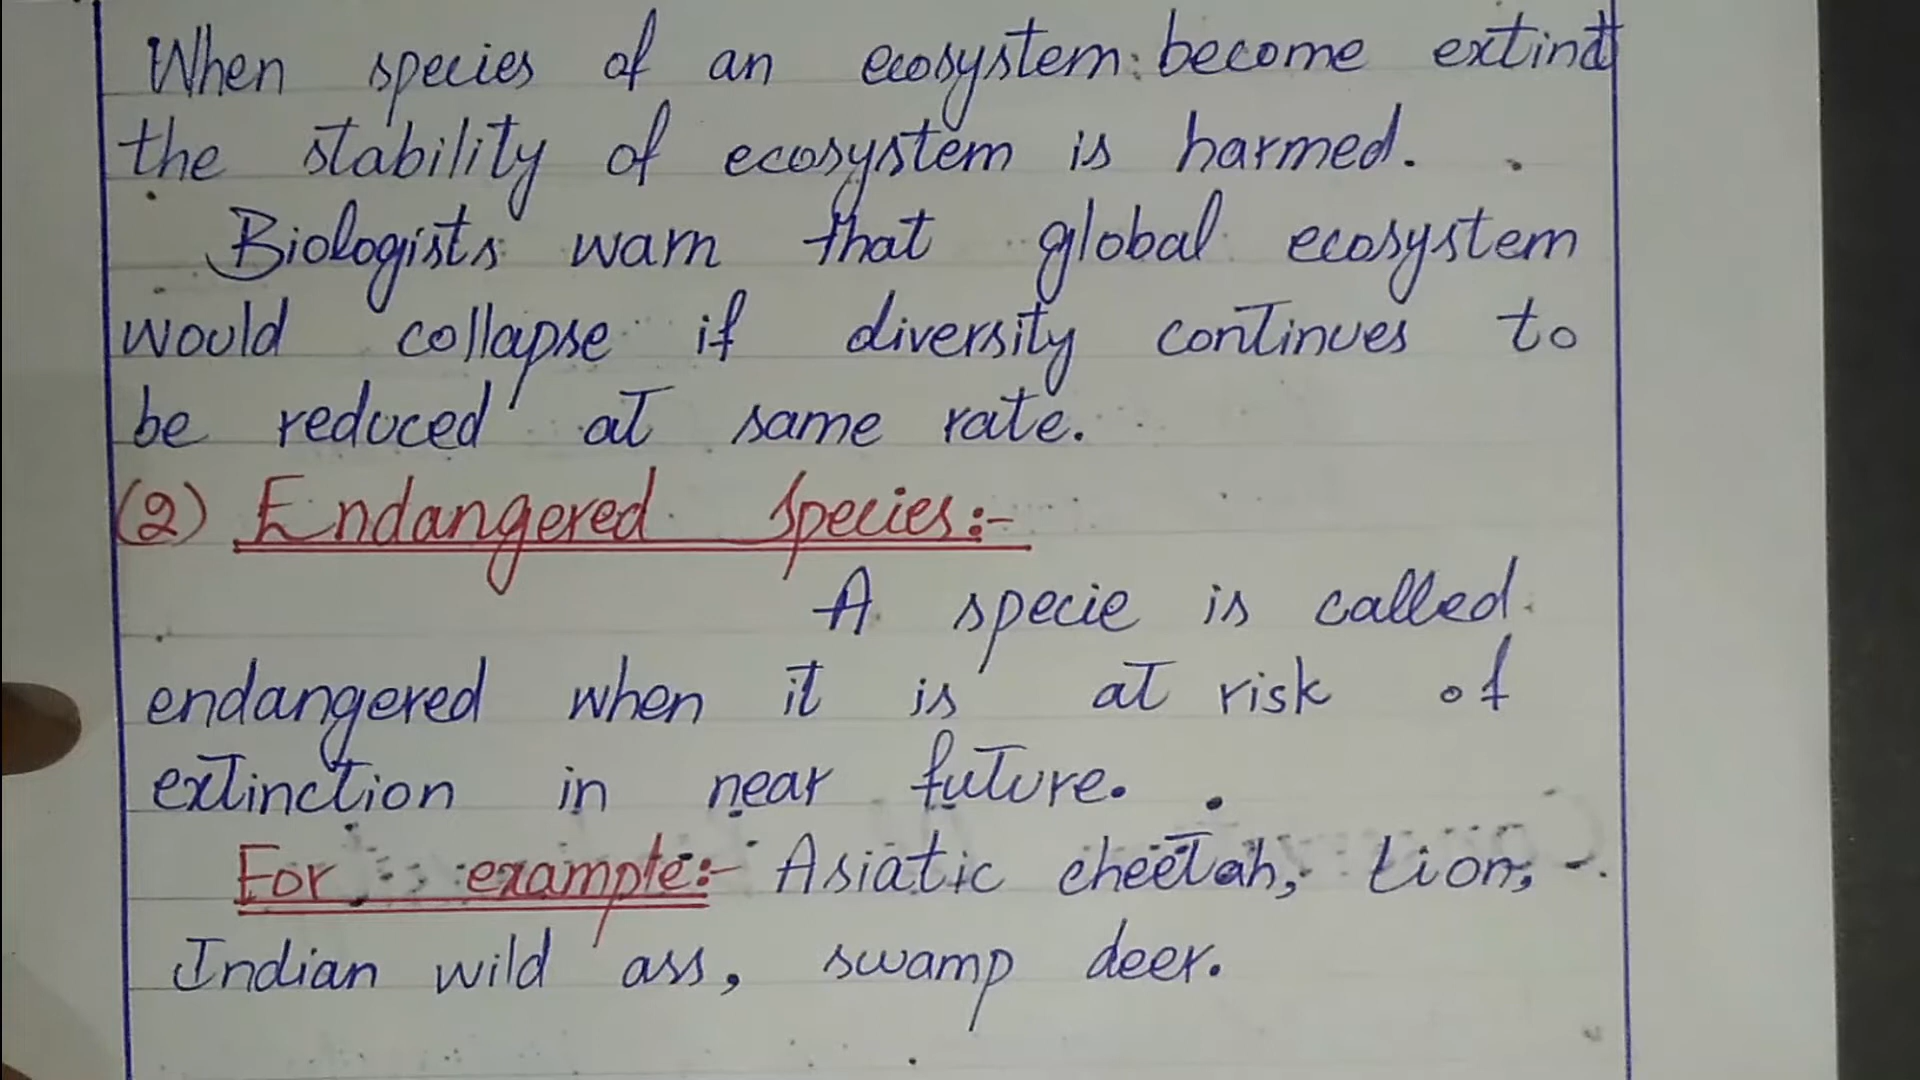 When species of an ecosystem become extinct
the stability of ecosystem is harmed.
Biologists warn that global ecosystem
would collapse if diversity continues to
be reduced at same rate.
(2) Endangered Species:-
A specie is called
endangered when it is at risk of
extinction in near future.
For example:- Asiatic cheetah, lion,
Indian wild ass, swamp deer.